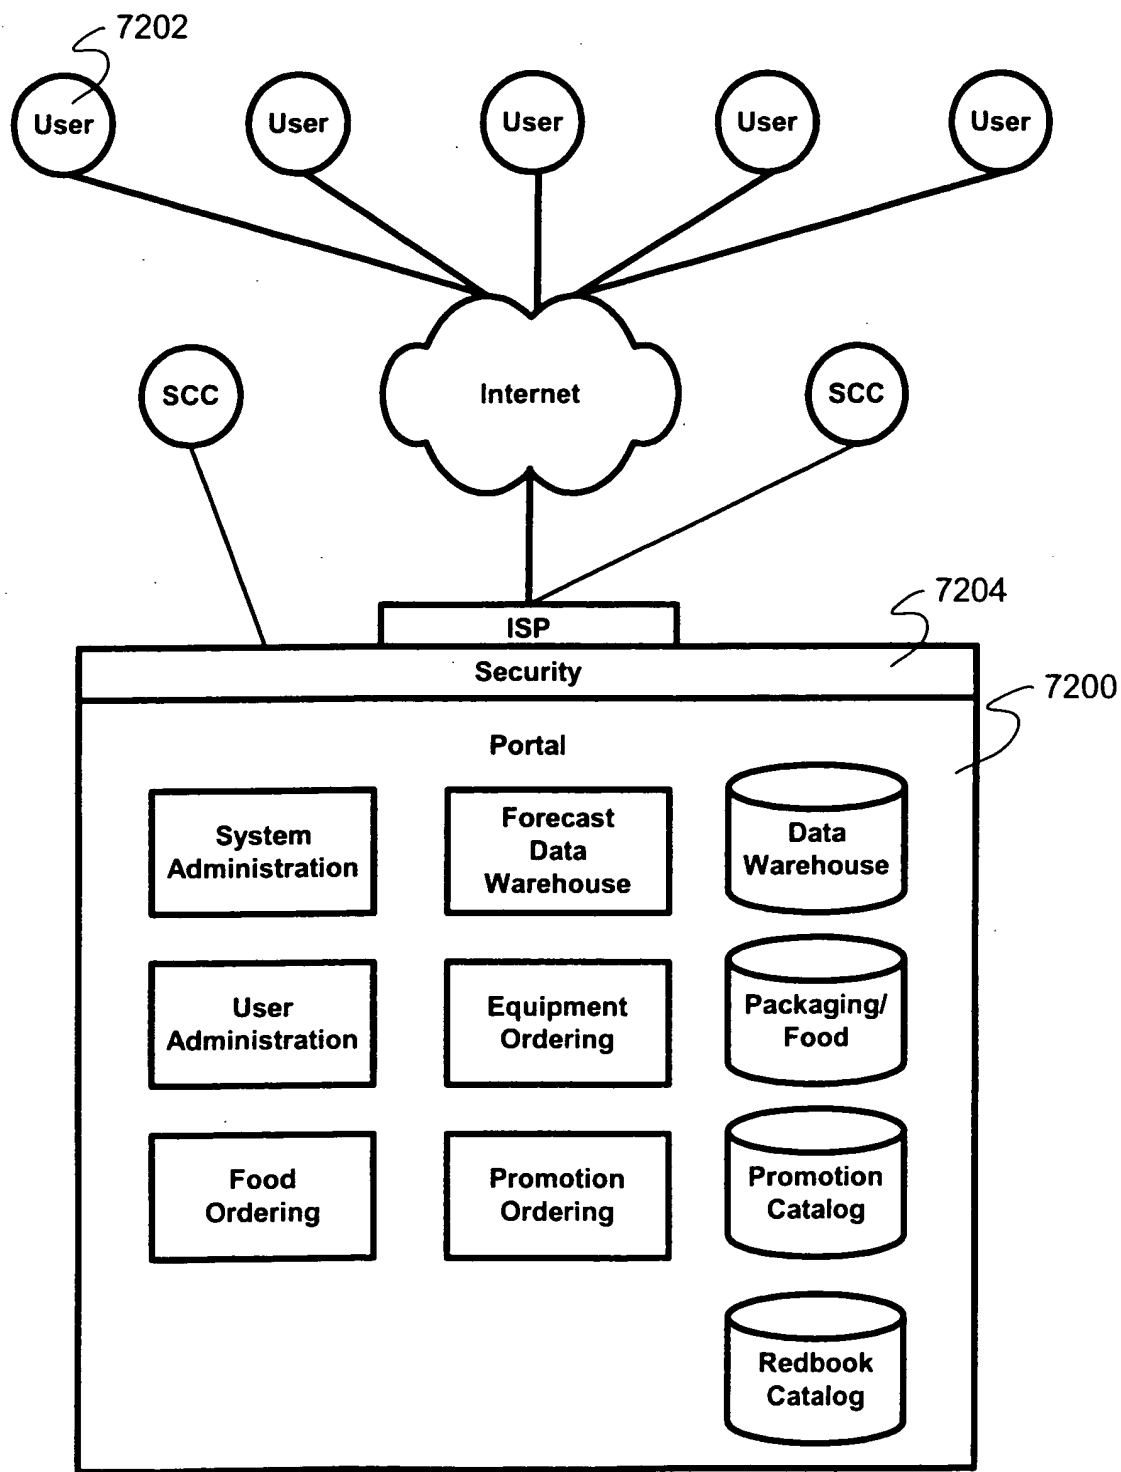 7202
User
User
User
User
User
SCC
Internet
SCC
7204
ISP
Security
7200
Portal
System
Administration
Forecast
Data
Warehouse
Data
Warehouse
User
Administration
Equipment
Ordering
Packaging/
Food
Food
Ordering
Promotion
Ordering
Promotion
Catalog
Redbook
Catalog